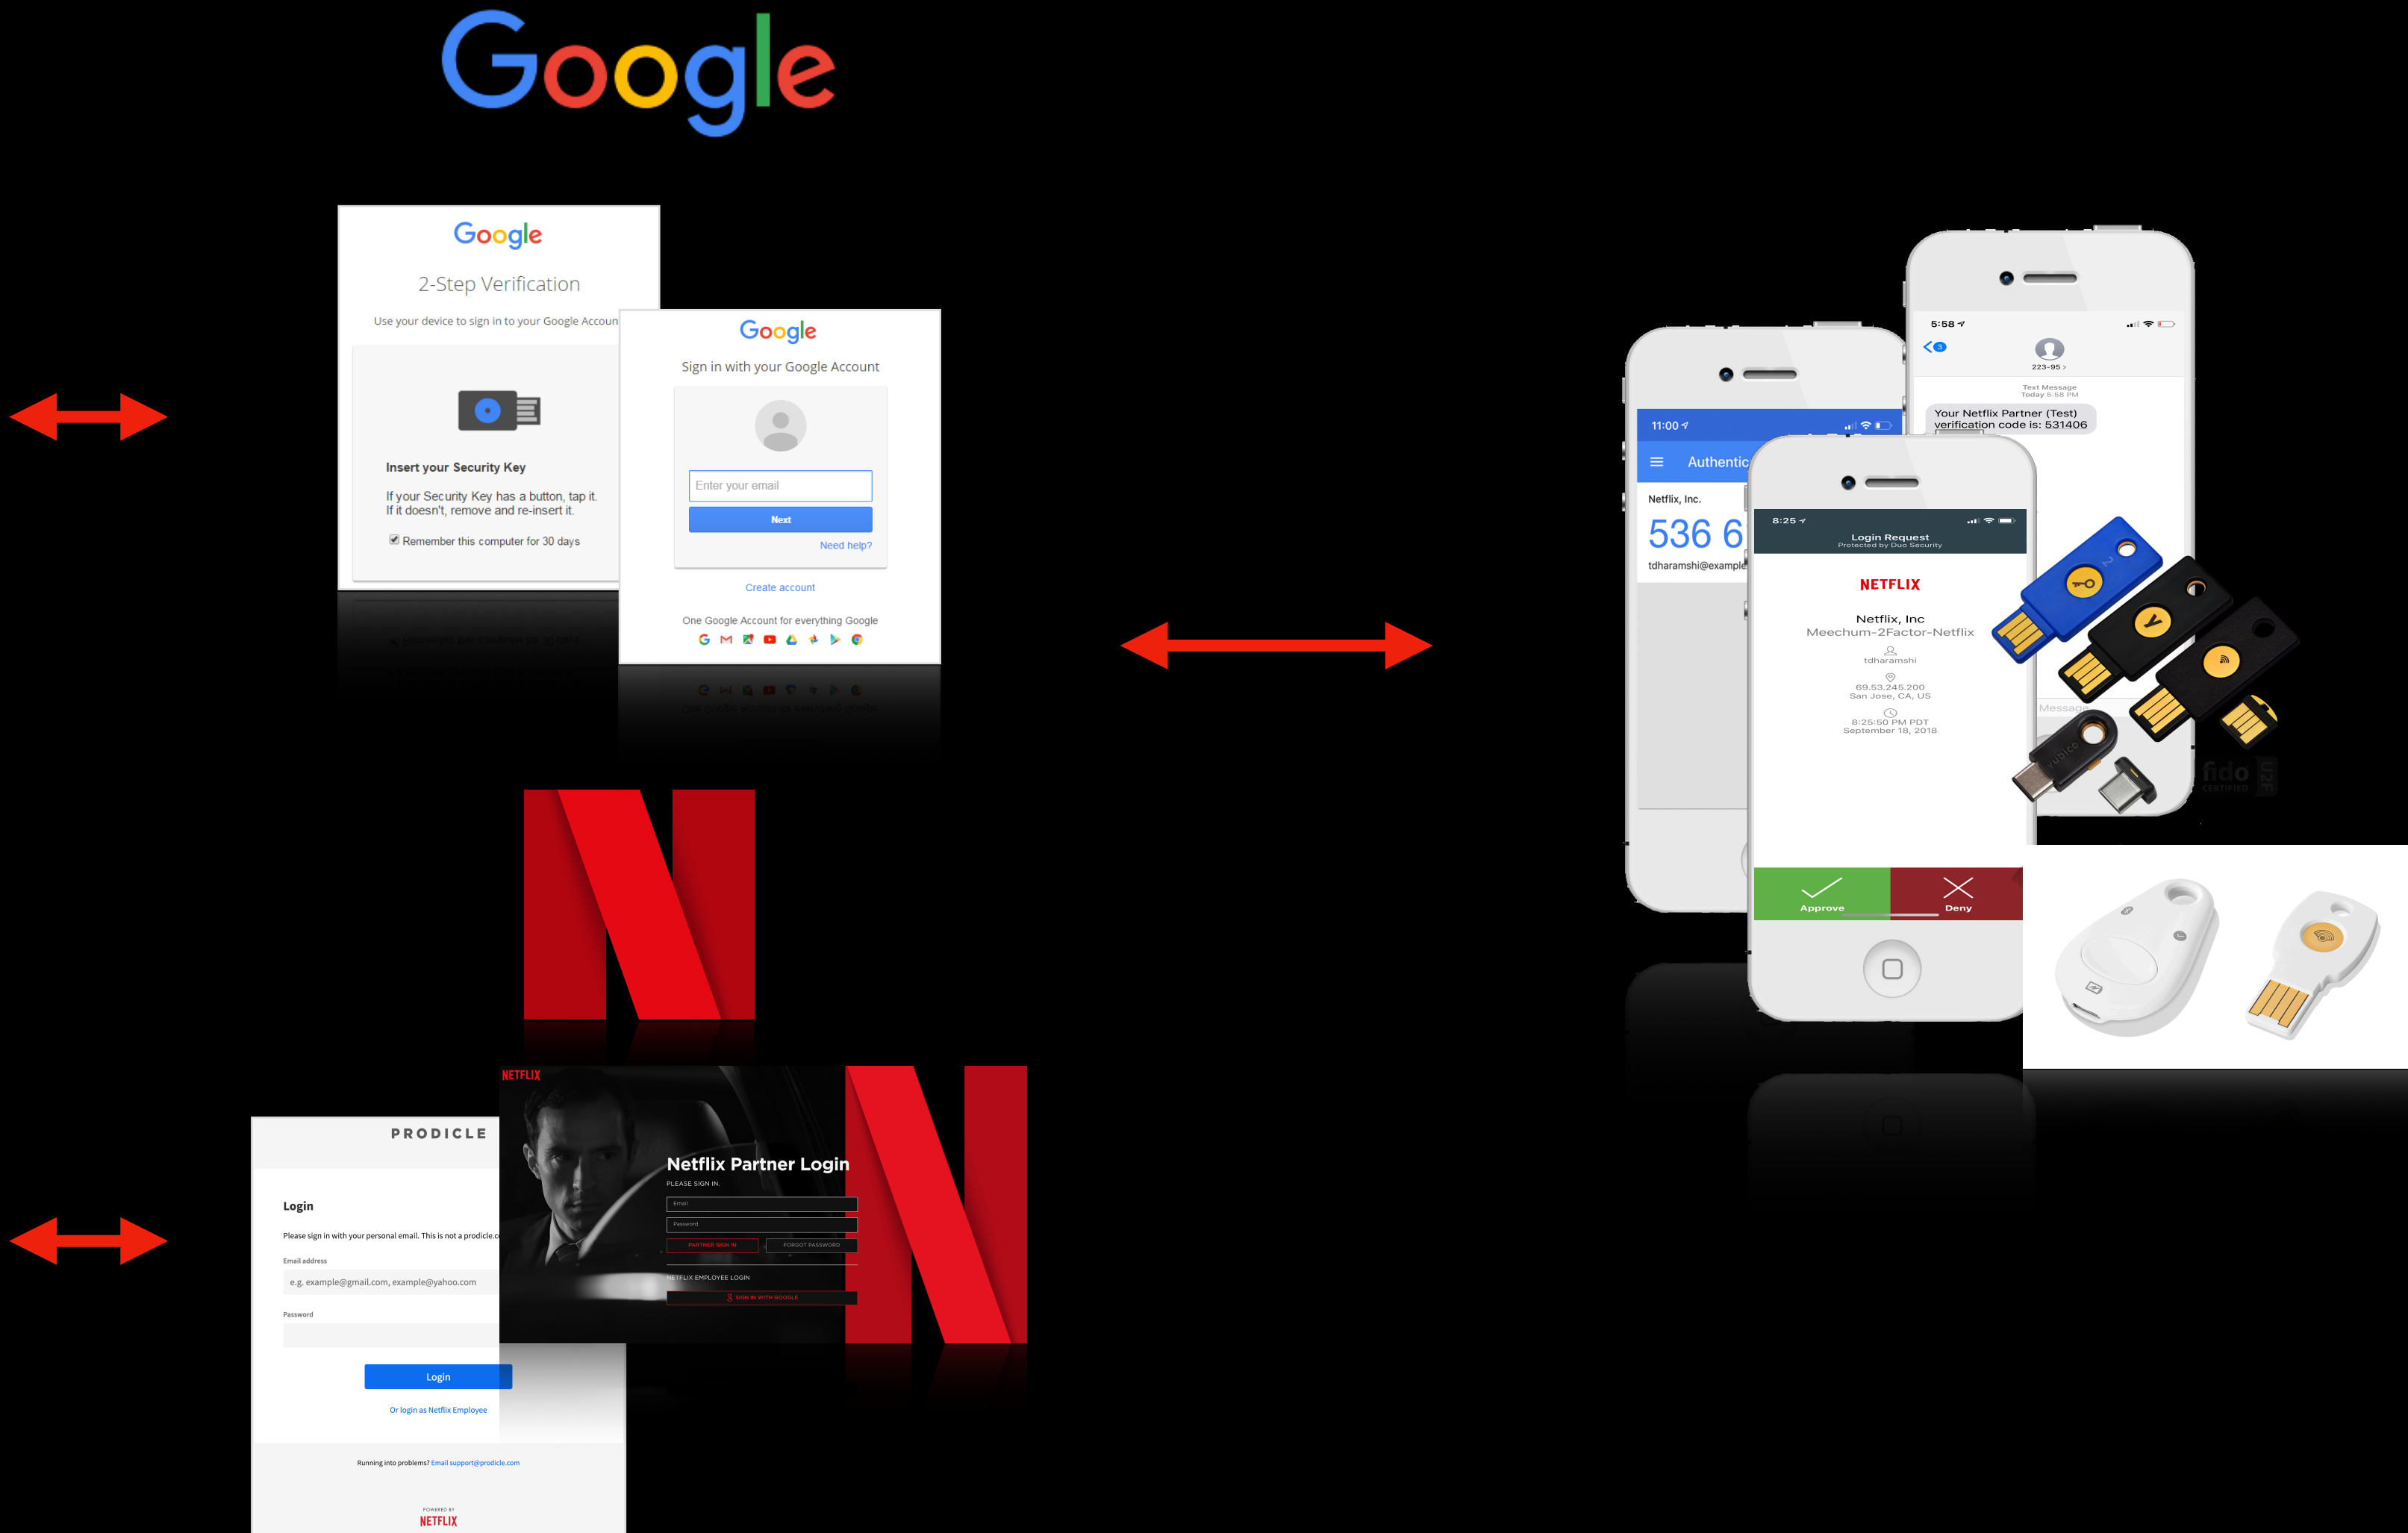 Google
Google
2-Step Verification
Use your device to sign in to your Google Accoun
Insert your Security Key
If your Security Key has a button, tap it.
If it doesn't, remove and re-insert it.
Remember this computer for 30 days
Google
Sign in with your Google Account
Enter your email
Next
Need help?
Create account
One Google Account for everything Google
5:58
3
223-95 >
Text Message
Today 5:58 PM
Your Netflix Partner (Test)
verification code is: 531406
Message
11:00
Authentic
Netflix, Inc.
536 6
tdharamshi@example
8:25
Login Request
Protected by Duo Security
NETFLIX
Netflix, Inc
Meechum-2Factor-Netflix
tdharamshi
69.53.245.200
San Jose, CA, US
8:25:50 PM PDT
September 18, 2018
Approve
Deny
yubico
fido
CERTIFIED
U2F
NETFLIX
Netflix Partner Login
PLEASE SIGN IN.
Email
Password
PARTNER SIGN IN
FORGOT PASSWORD
NETFLIX EMPLOYEE LOGIN
SIGN IN WITH GOOGLE
PRODICLE
Login
Please sign in with your personal email. This is not a prodicle.c
Email address
e.g. example@gmail.com, example@yahoo.com
Password
Login
Or login as Netflix Employee
Running into problems? Email support@prodicle.com
POWERED BY
NETFLIX